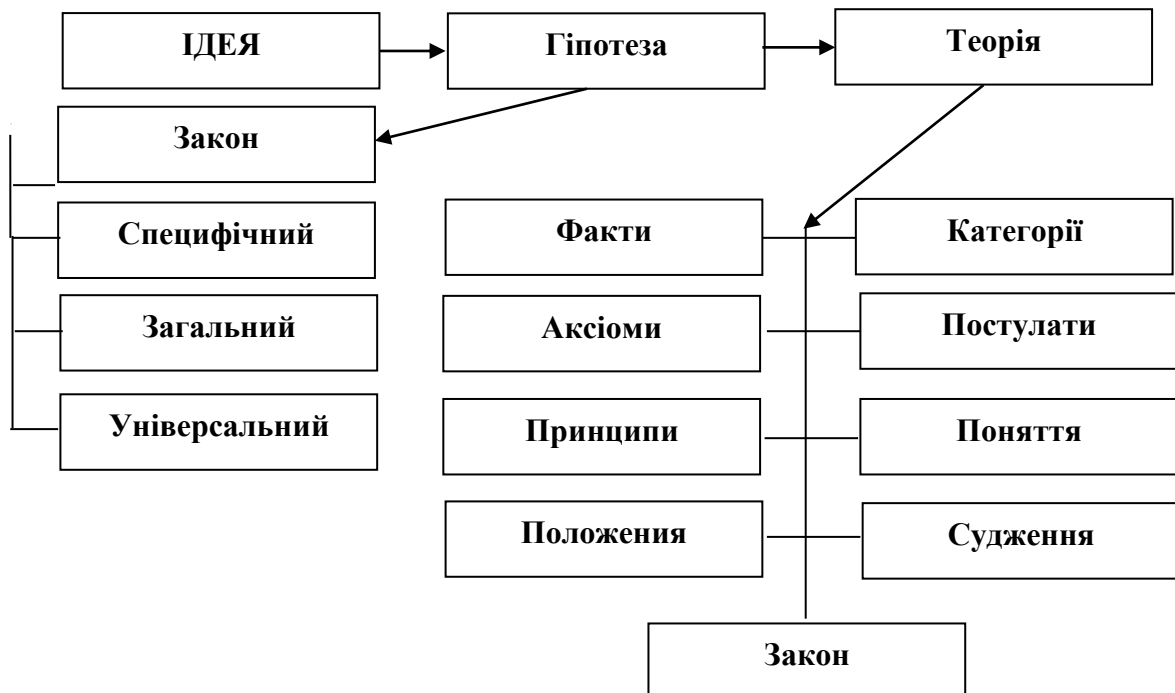 ІДЕЯ
Гіпотеза
Теорія
Закон
Специфічний
Факти
Категорії
Загальний
Аксіоми
Постулати
Універсальний
Принципи
Поняття
Положения
Судження
Закон